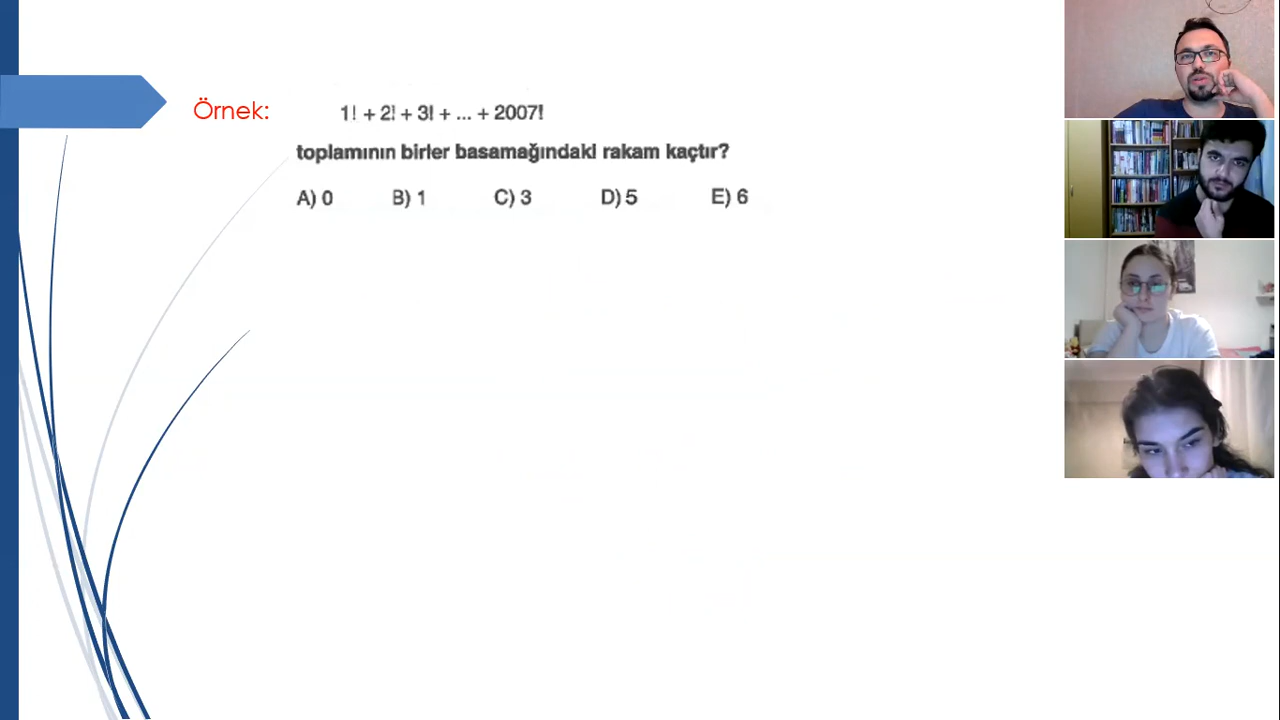 Örnek:
1! + 2! + 3! + ... + 2007!
toplamının birler basamağındaki rakam kaçtır?
A) 0 B) 1 C) 3 D) 5 E) 6